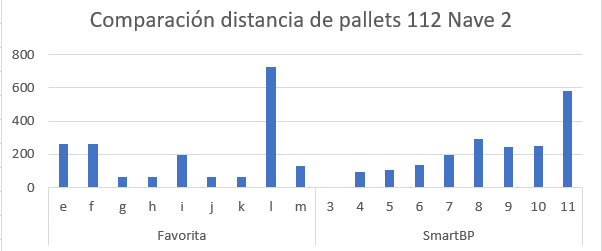 Comparación distancia de pallets 112 Nave 2
800
600
400
200
0
e f g h i j k l m 3 4 5 6 7 8 9 10 11
Favorita SmartBP